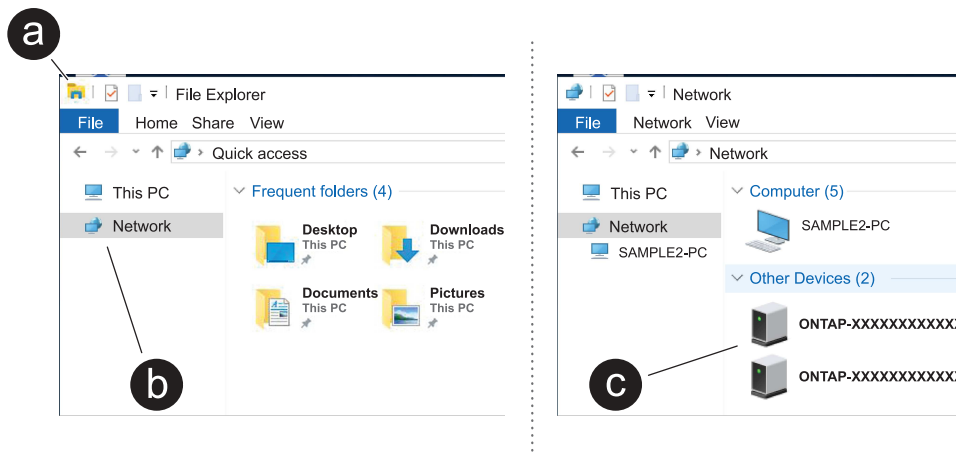 a
File Explorer
File Home Share View
Quick access
This PC
Network
Frequent folders (4)
Desktop
This PC
Downloads
This PC
Documents
This PC
Pictures
This PC
b
Network
File Network View
Network
This PC
Network
SAMPLE2-PC
Computer (5)
SAMPLE2-PC
Other Devices (2)
ONTAP-XXXXXXXXXXXX
ONTAP-XXXXXXXXXXXX
c